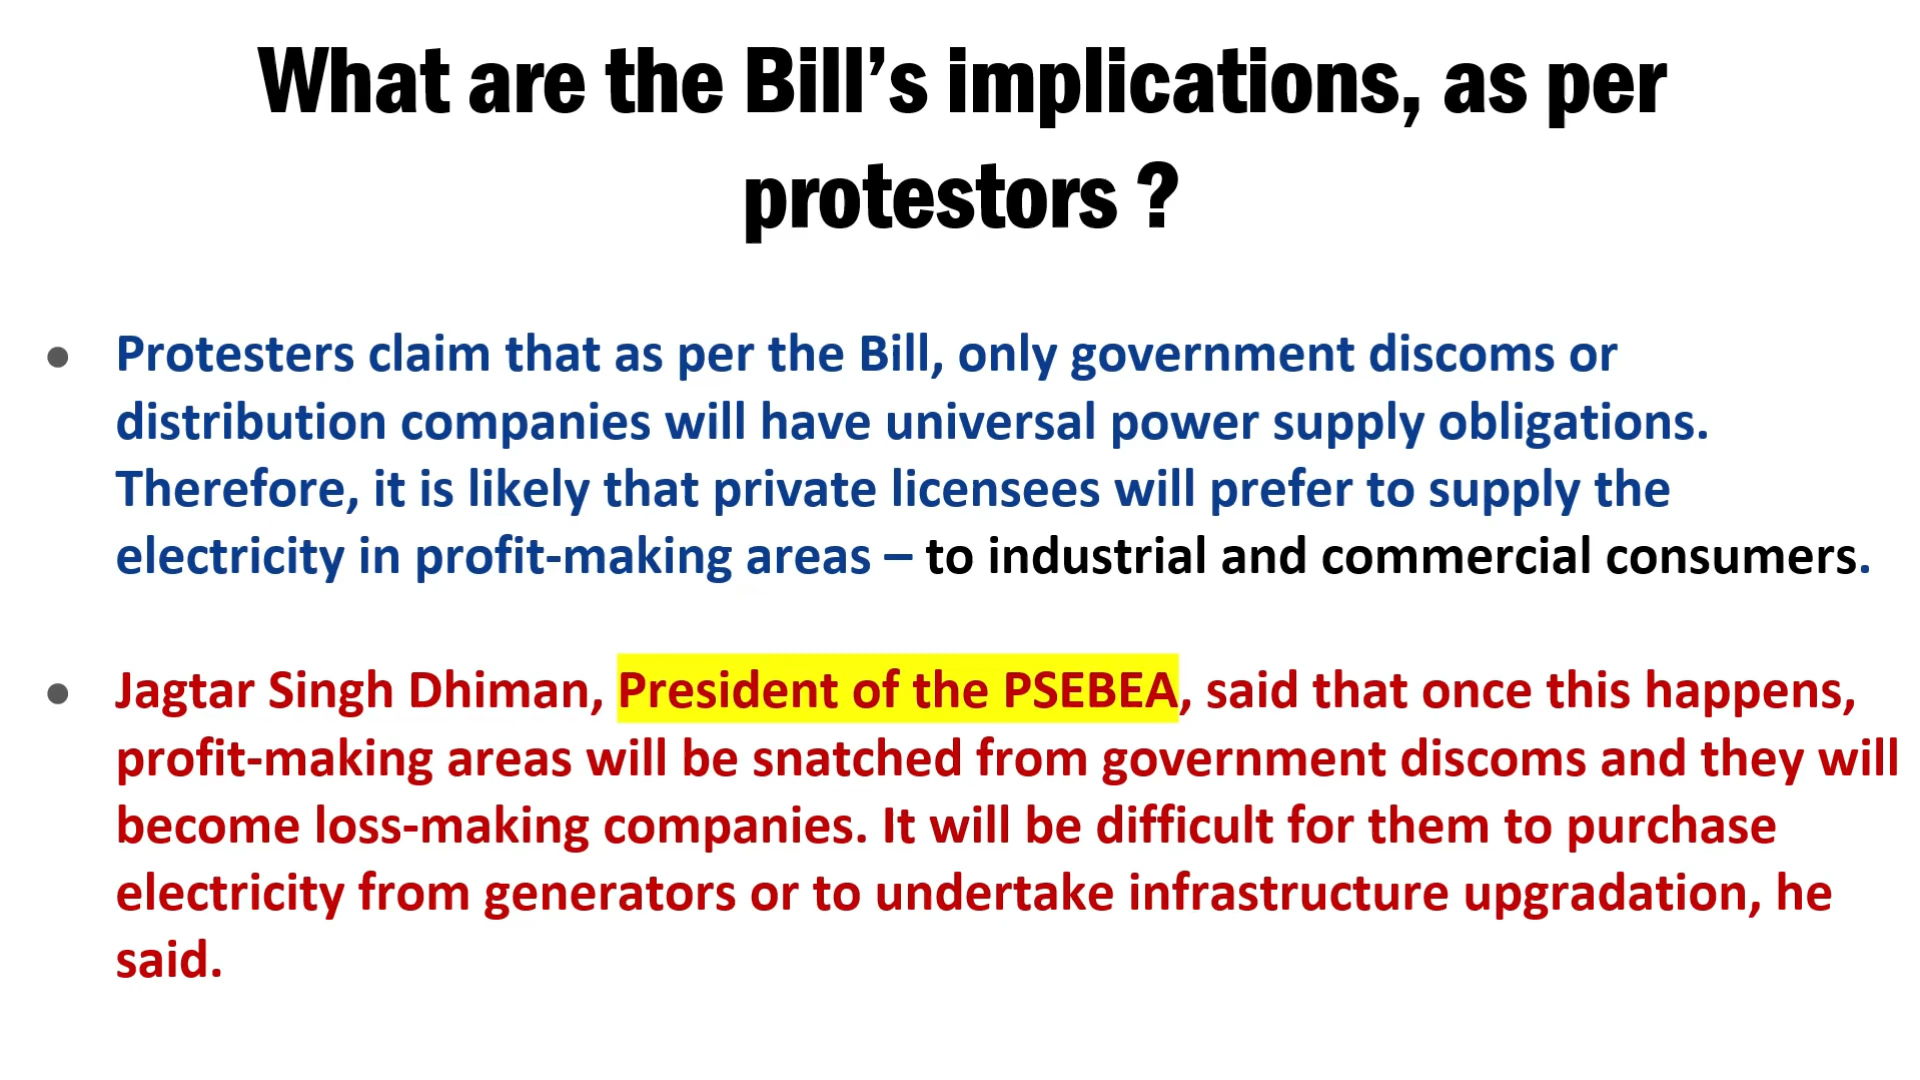 What are the Bill’s implications, as per
protestors ?
● Protesters claim that as per the Bill, only government discoms or
distribution companies will have universal power supply obligations.
Therefore, it is likely that private licensees will prefer to supply the
electricity in profit-making areas – to industrial and commercial consumers.
● Jagtar Singh Dhiman, President of the PSEBEA, said that once this happens,
profit-making areas will be snatched from government discoms and they will
become loss-making companies. It will be difficult for them to purchase
electricity from generators or to undertake infrastructure upgradation, he
said.